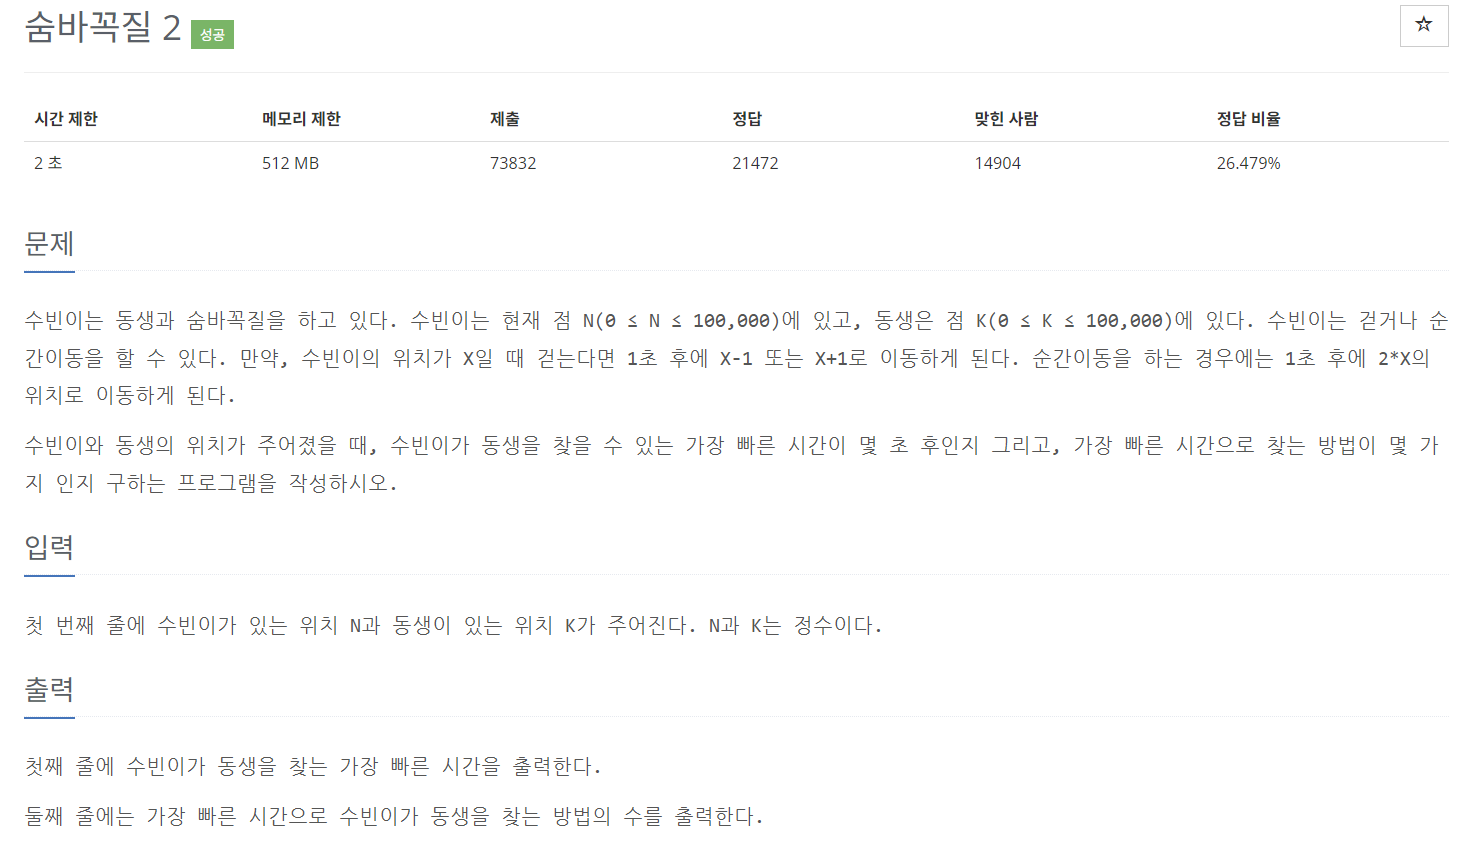 숨바꼭질 2 성공
☆
시간 제한 메모리 제한 제출 정답 맞힌 사람 정답 비율
2 초 512 MB 73832 21472 14904 26.479%
문제
수빈이는 동생과 숨바꼭질을 하고 있다. 수빈이는 현재 점 N(0 ≤ N ≤ 100,000)에 있고, 동생은 점 K(0 ≤ K ≤ 100,000)에 있다. 수빈이는 걷거나 순
간이동을 할 수 있다. 만약, 수빈이의 위치가 X일 때 걷는다면 1초 후에 X-1 또는 X+1로 이동하게 된다. 순간이동을 하는 경우에는 1초 후에 2*X의
위치로 이동하게 된다.
수빈이와 동생의 위치가 주어졌을 때, 수빈이가 동생을 찾을 수 있는 가장 빠른 시간이 몇 초 후인지 그리고, 가장 빠른 시간으로 찾는 방법이 몇 가
지 인지 구하는 프로그램을 작성하시오.
입력
첫 번째 줄에 수빈이가 있는 위치 N과 동생이 있는 위치 K가 주어진다. N과 K는 정수이다.
출력
첫째 줄에 수빈이가 동생을 찾는 가장 빠른 시간을 출력한다.
둘째 줄에는 가장 빠른 시간으로 수빈이가 동생을 찾는 방법의 수를 출력한다.